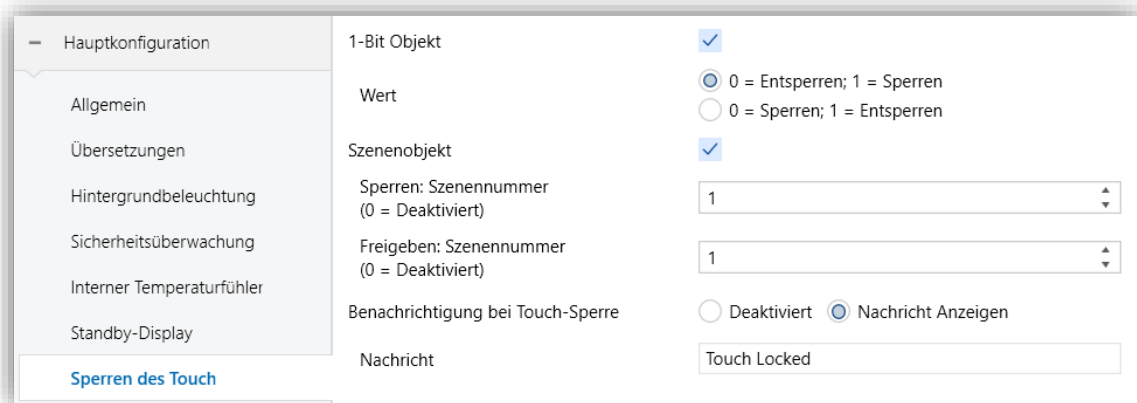 Hauptkonfiguration
Allgemein
Übersetzungen
Hintergrundbeleuchtung
Sicherheitsüberwachung
Interner Temperaturfühler
Standby-Display
Sperren des Touch
1-Bit Objekt
Wert
0 = Entsperren; 1 = Sperren
0 = Sperren; 1 = Entsperren
Szenenobjekt
Sperren: Szenennummer
(0 = Deaktiviert)
1
Freigeben: Szenennummer
(0 = Deaktiviert)
1
Benachrichtigung bei Touch-Sperre
Deaktiviert
Nachricht Anzeigen
Nachricht
Touch Locked